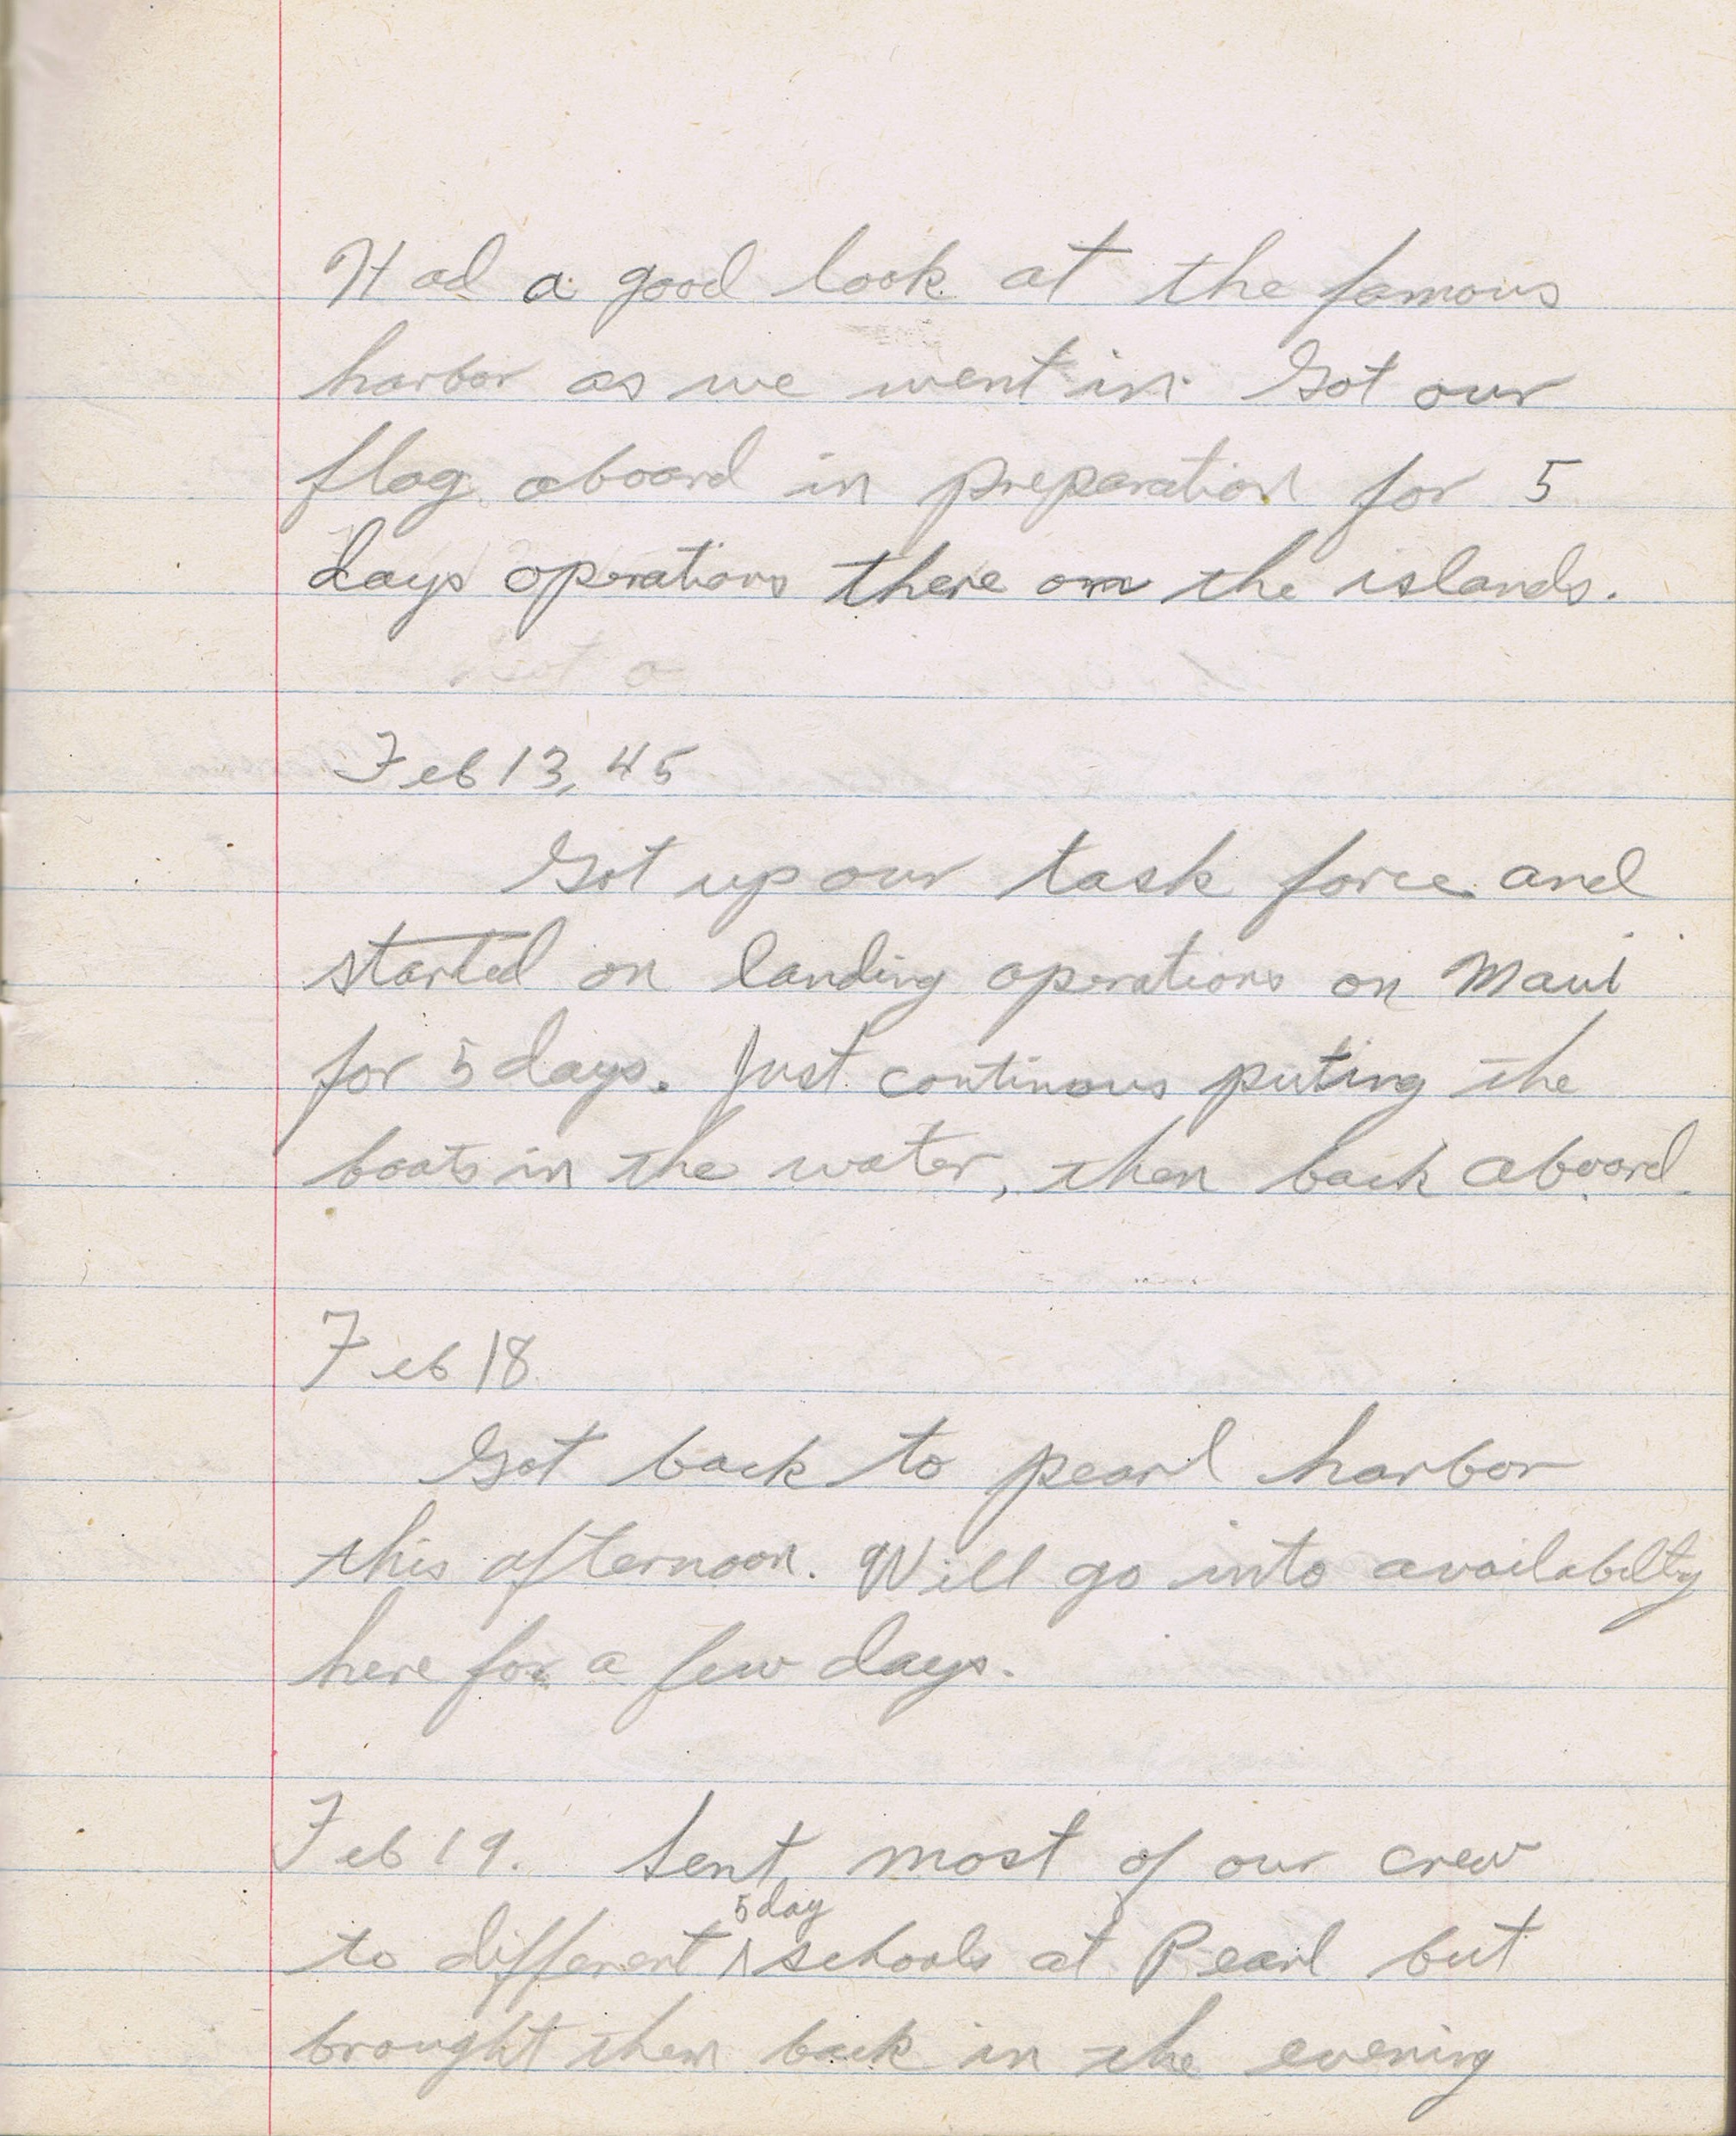 Had a good look at the famous
harbor as we went in. Got our
flag aboard in preparation for 5
days operations there on the islands.
Feb 13, 45
Got up our task force and
started on landing operations on Maui
for 5 days. Just continous puting the
boats in the water, then back aboard.
Feb 18
Got back to pearl harbor
this afternoon. Will go into availabilty
here for a few days.
Feb 19. Sent most of our crew
5 day
to different ^ schools at Pearl but
brought them back in the evening